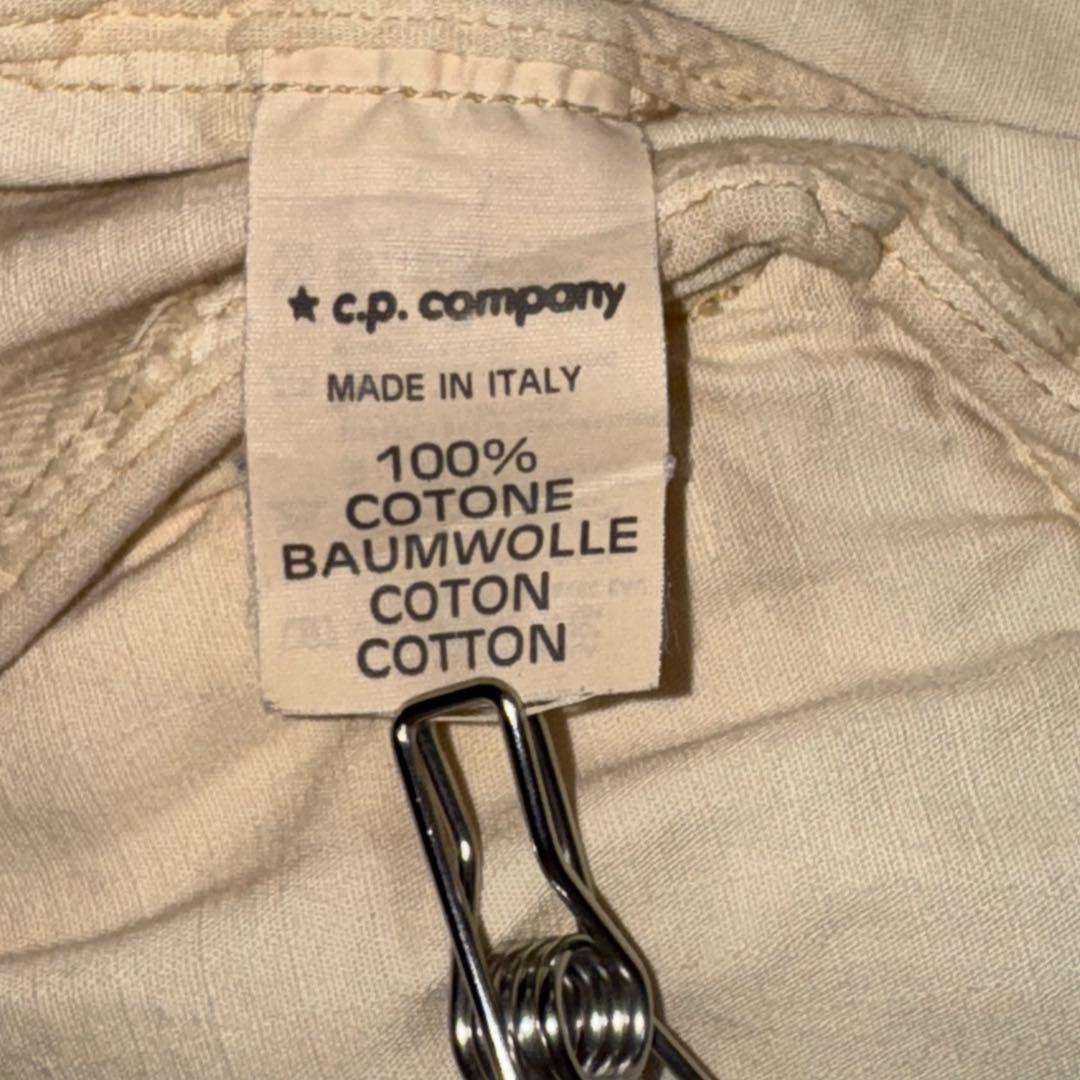 ★ c.p. company
MADE IN ITALY
100%
COTONE
BAUMWOLLE
COTON
COTTON